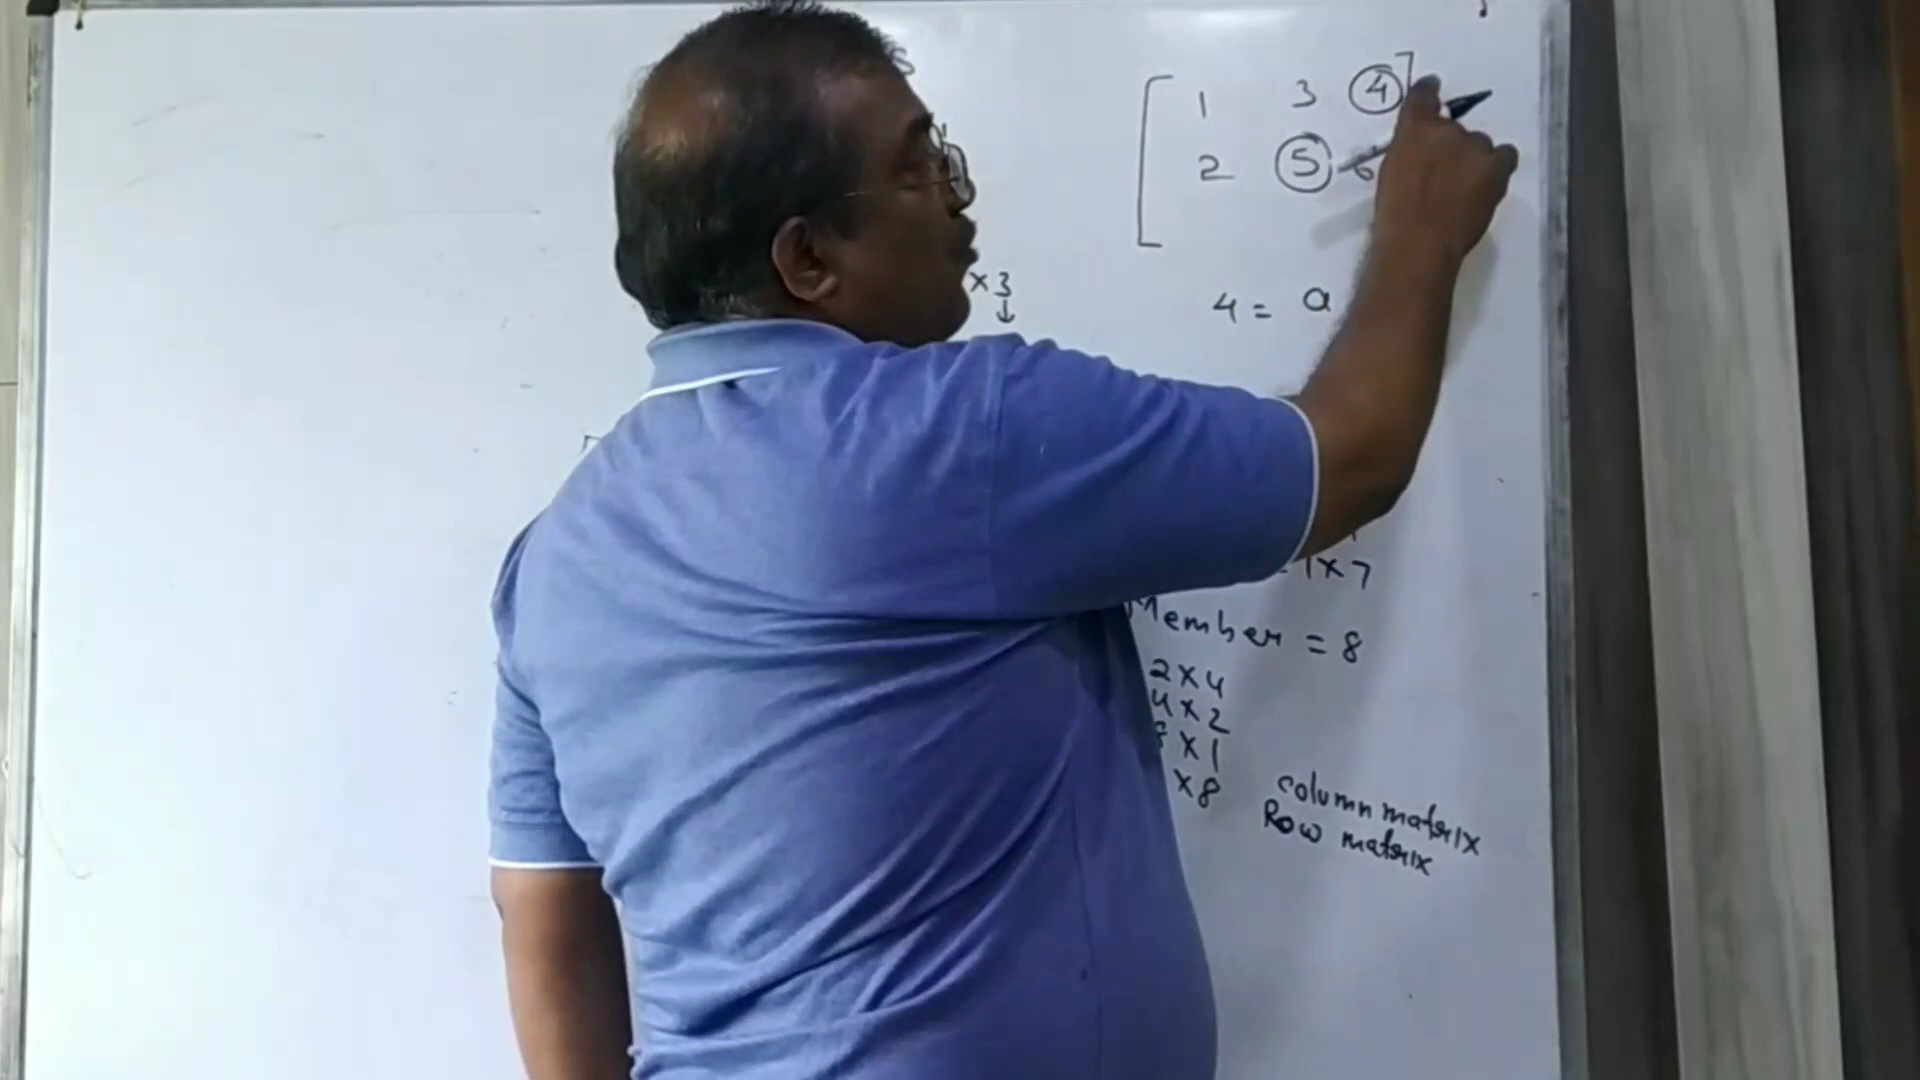 S
1 3 4
2 5 6
× 3
↓
4 = a
= 1 × 7
Member = 8
2 × 4
4 × 2
8 × 1
× 8
column matrix
Row matrix